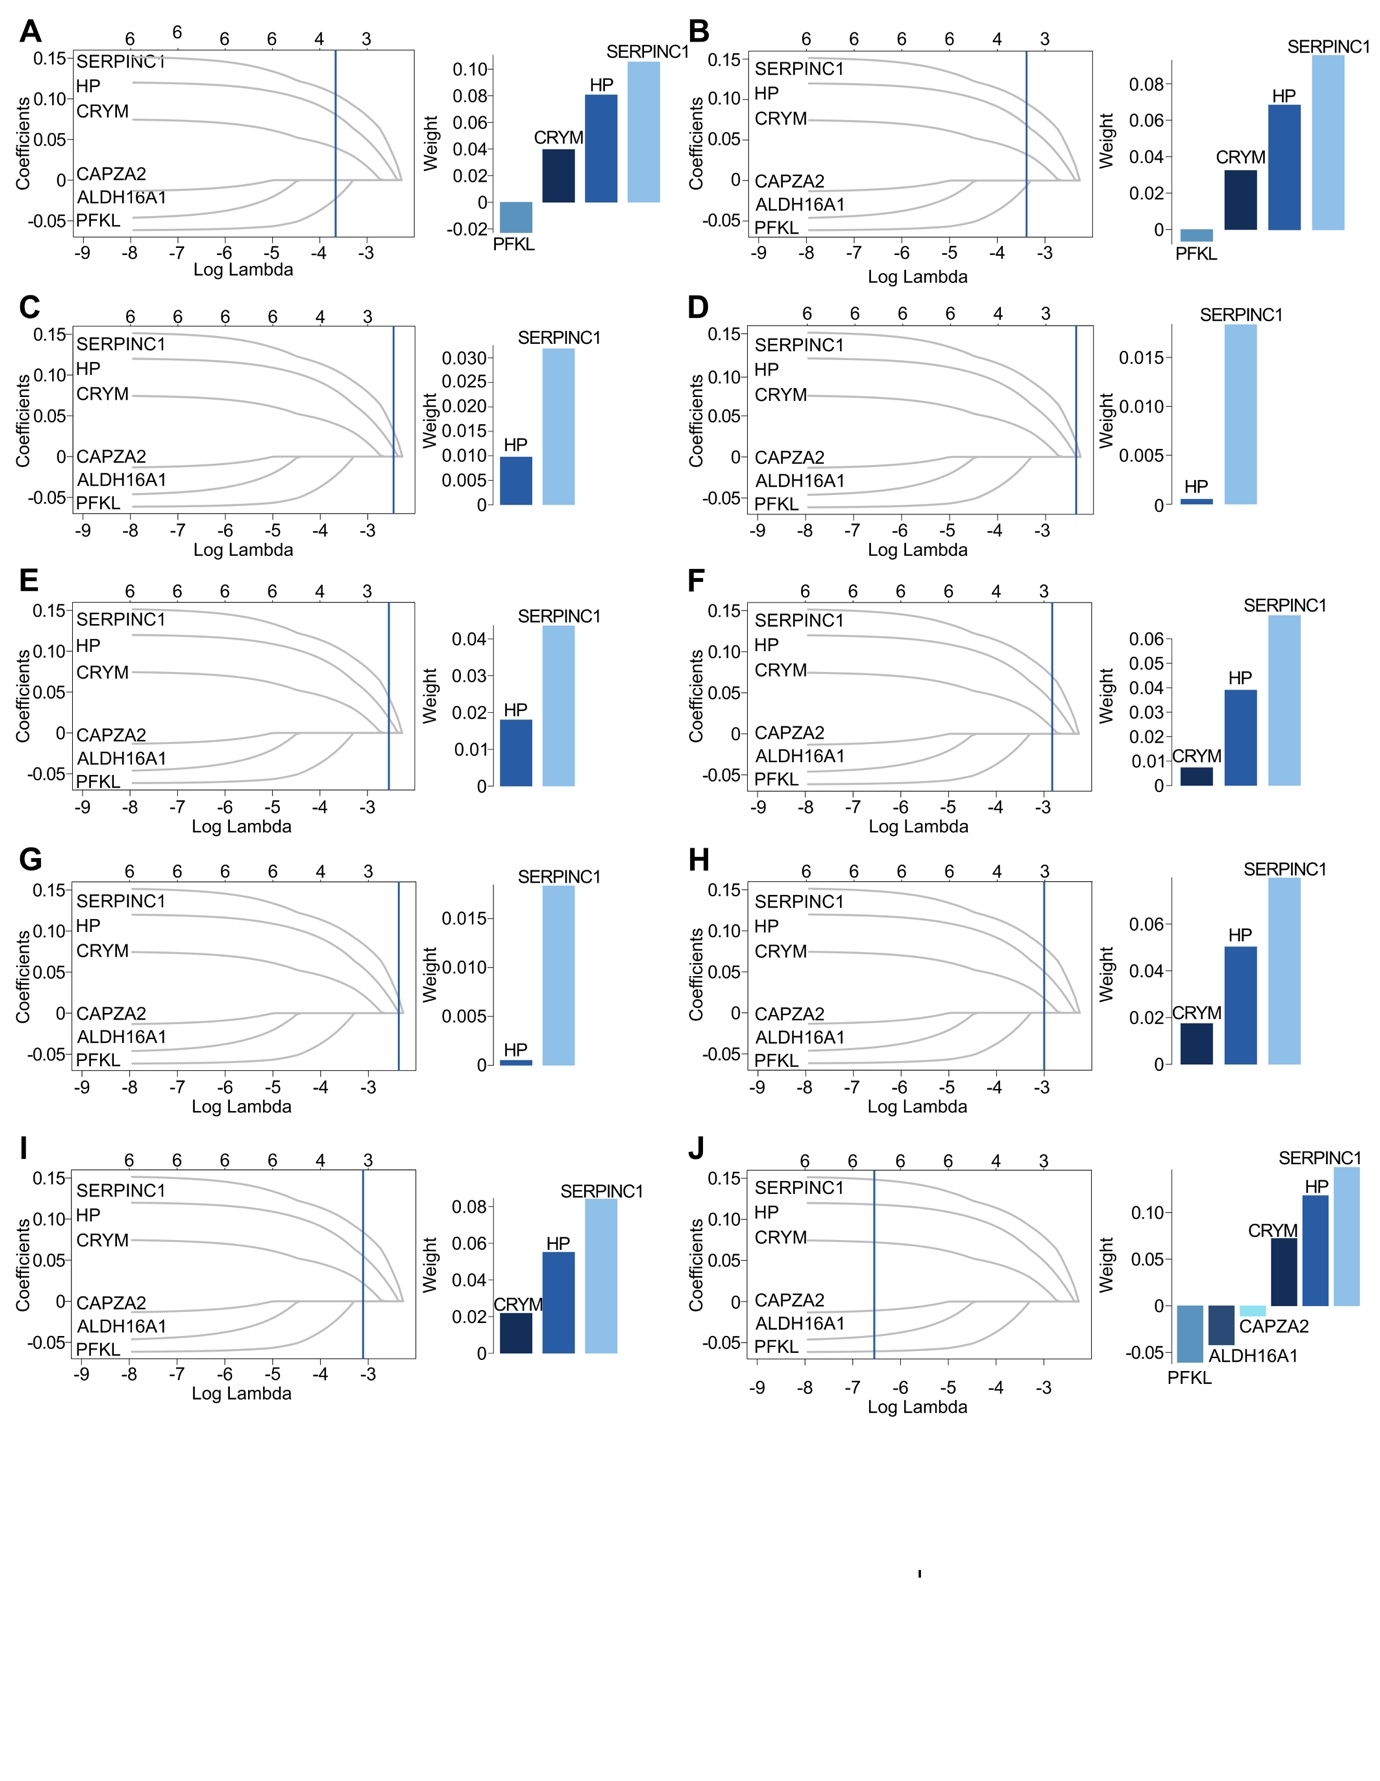 A
6 6 6 6 4 3
0.15
0.10
0.05
0
-0.05
Coefficients
SERPINC1
HP
CRYM
CAPZA2
ALDH16A1
PFKL
-9 -8 -7 -6 -5 -4 -3
Log Lambda
0.10
0.08
0.06
0.04
0.02
0
-0.02
Weight
PFKL
CRYM
HP
SERPINC1
B
6 6 6 6 4 3
0.15
0.10
0.05
0
-0.05
Coefficients
SERPINC1
HP
CRYM
CAPZA2
ALDH16A1
PFKL
-9 -8 -7 -6 -5 -4 -3
Log Lambda
0.08
0.06
0.04
0.02
0
Weight
PFKL
CRYM
HP
SERPINC1
C
6 6 6 6 4 3
0.15
0.10
0.05
0
-0.05
Coefficients
SERPINC1
HP
CRYM
CAPZA2
ALDH16A1
PFKL
-9 -8 -7 -6 -5 -4 -3
Log Lambda
0.030
0.025
0.020
0.015
0.010
0.005
0
Weight
HP
SERPINC1
D
6 6 6 6 4 3
0.15
0.10
0.05
0
-0.05
Coefficients
SERPINC1
HP
CRYM
CAPZA2
ALDH16A1
PFKL
-9 -8 -7 -6 -5 -4 -3
Log Lambda
0.015
0.010
0.005
0
Weight
HP
SERPINC1
E
6 6 6 6 4 3
0.15
0.10
0.05
0
-0.05
Coefficients
SERPINC1
HP
CRYM
CAPZA2
ALDH16A1
PFKL
-9 -8 -7 -6 -5 -4 -3
Log Lambda
0.04
0.03
0.02
0.01
0
Weight
HP
SERPINC1
F
6 6 6 6 4 3
0.15
0.10
0.05
0
-0.05
Coefficients
SERPINC1
HP
CRYM
CAPZA2
ALDH16A1
PFKL
-9 -8 -7 -6 -5 -4 -3
Log Lambda
0.06
0.05
0.04
0.03
0.02
0.01
0
Weight
CRYM
HP
SERPINC1
G
6 6 6 6 4 3
0.15
0.10
0.05
0
-0.05
Coefficients
SERPINC1
HP
CRYM
CAPZA2
ALDH16A1
PFKL
-9 -8 -7 -6 -5 -4 -3
Log Lambda
0.015
0.010
0.005
0
Weight
HP
SERPINC1
H
6 6 6 6 4 3
0.15
0.10
0.05
0
-0.05
Coefficients
SERPINC1
HP
CRYM
CAPZA2
ALDH16A1
PFKL
-9 -8 -7 -6 -5 -4 -3
Log Lambda
0.06
0.04
0.02
0
Weight
CRYM
HP
SERPINC1
I
6 6 6 6 4 3
0.15
0.10
0.05
0
-0.05
Coefficients
SERPINC1
HP
CRYM
CAPZA2
ALDH16A1
PFKL
-9 -8 -7 -6 -5 -4 -3
Log Lambda
0.08
0.06
0.04
0.02
0
Weight
CRYM
HP
SERPINC1
J
6 6 6 6 4 3
0.15
0.10
0.05
0
-0.05
Coefficients
SERPINC1
HP
CRYM
CAPZA2
ALDH16A1
PFKL
-9 -8 -7 -6 -5 -4 -3
Log Lambda
0.10
0.05
0
-0.05
Weight
PFKL
ALDH16A1
CAPZA2
CRYM
HP
SERPINC1